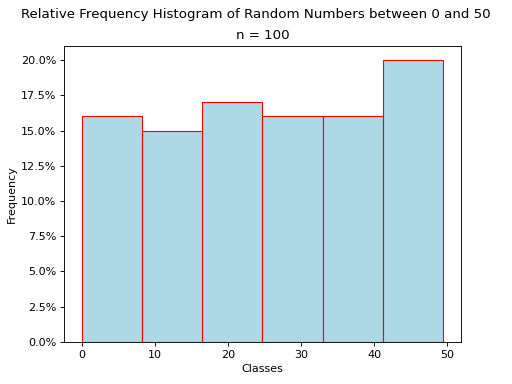 Relative Frequency Histogram of Random Numbers between 0 and 50
n = 100
20.0%
17.5%
15.0%
12.5%
10.0%
7.5%
5.0%
2.5%
0.0%
Frequency
0 10 20 30 40 50
Classes